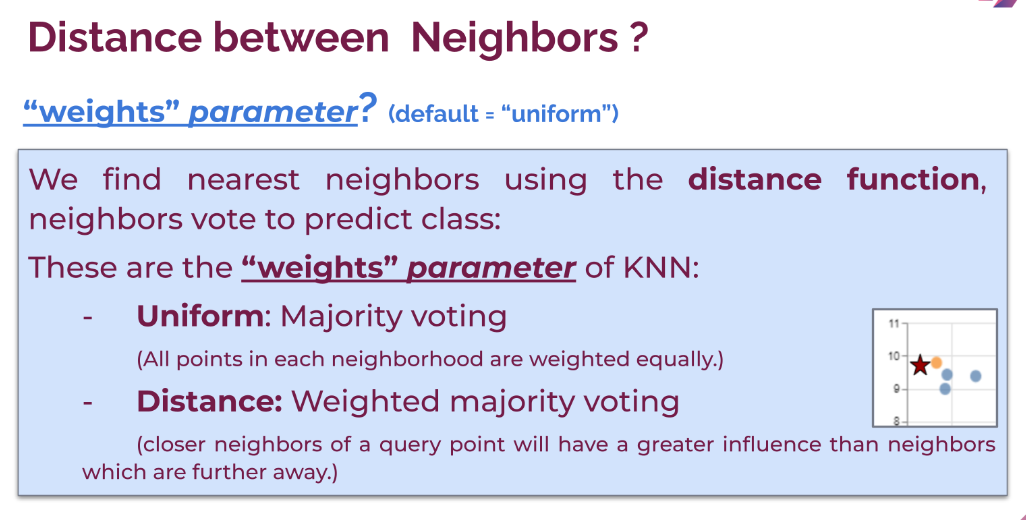 Distance between Neighbors ?
“weights” parameter? (default = “uniform”)
We find nearest neighbors using the distance function,
neighbors vote to predict class:
These are the “weights” parameter of KNN:
- Uniform: Majority voting
(All points in each neighborhood are weighted equally.)
- Distance: Weighted majority voting
(closer neighbors of a query point will have a greater influence than neighbors
which are further away.)
11
10
9
8